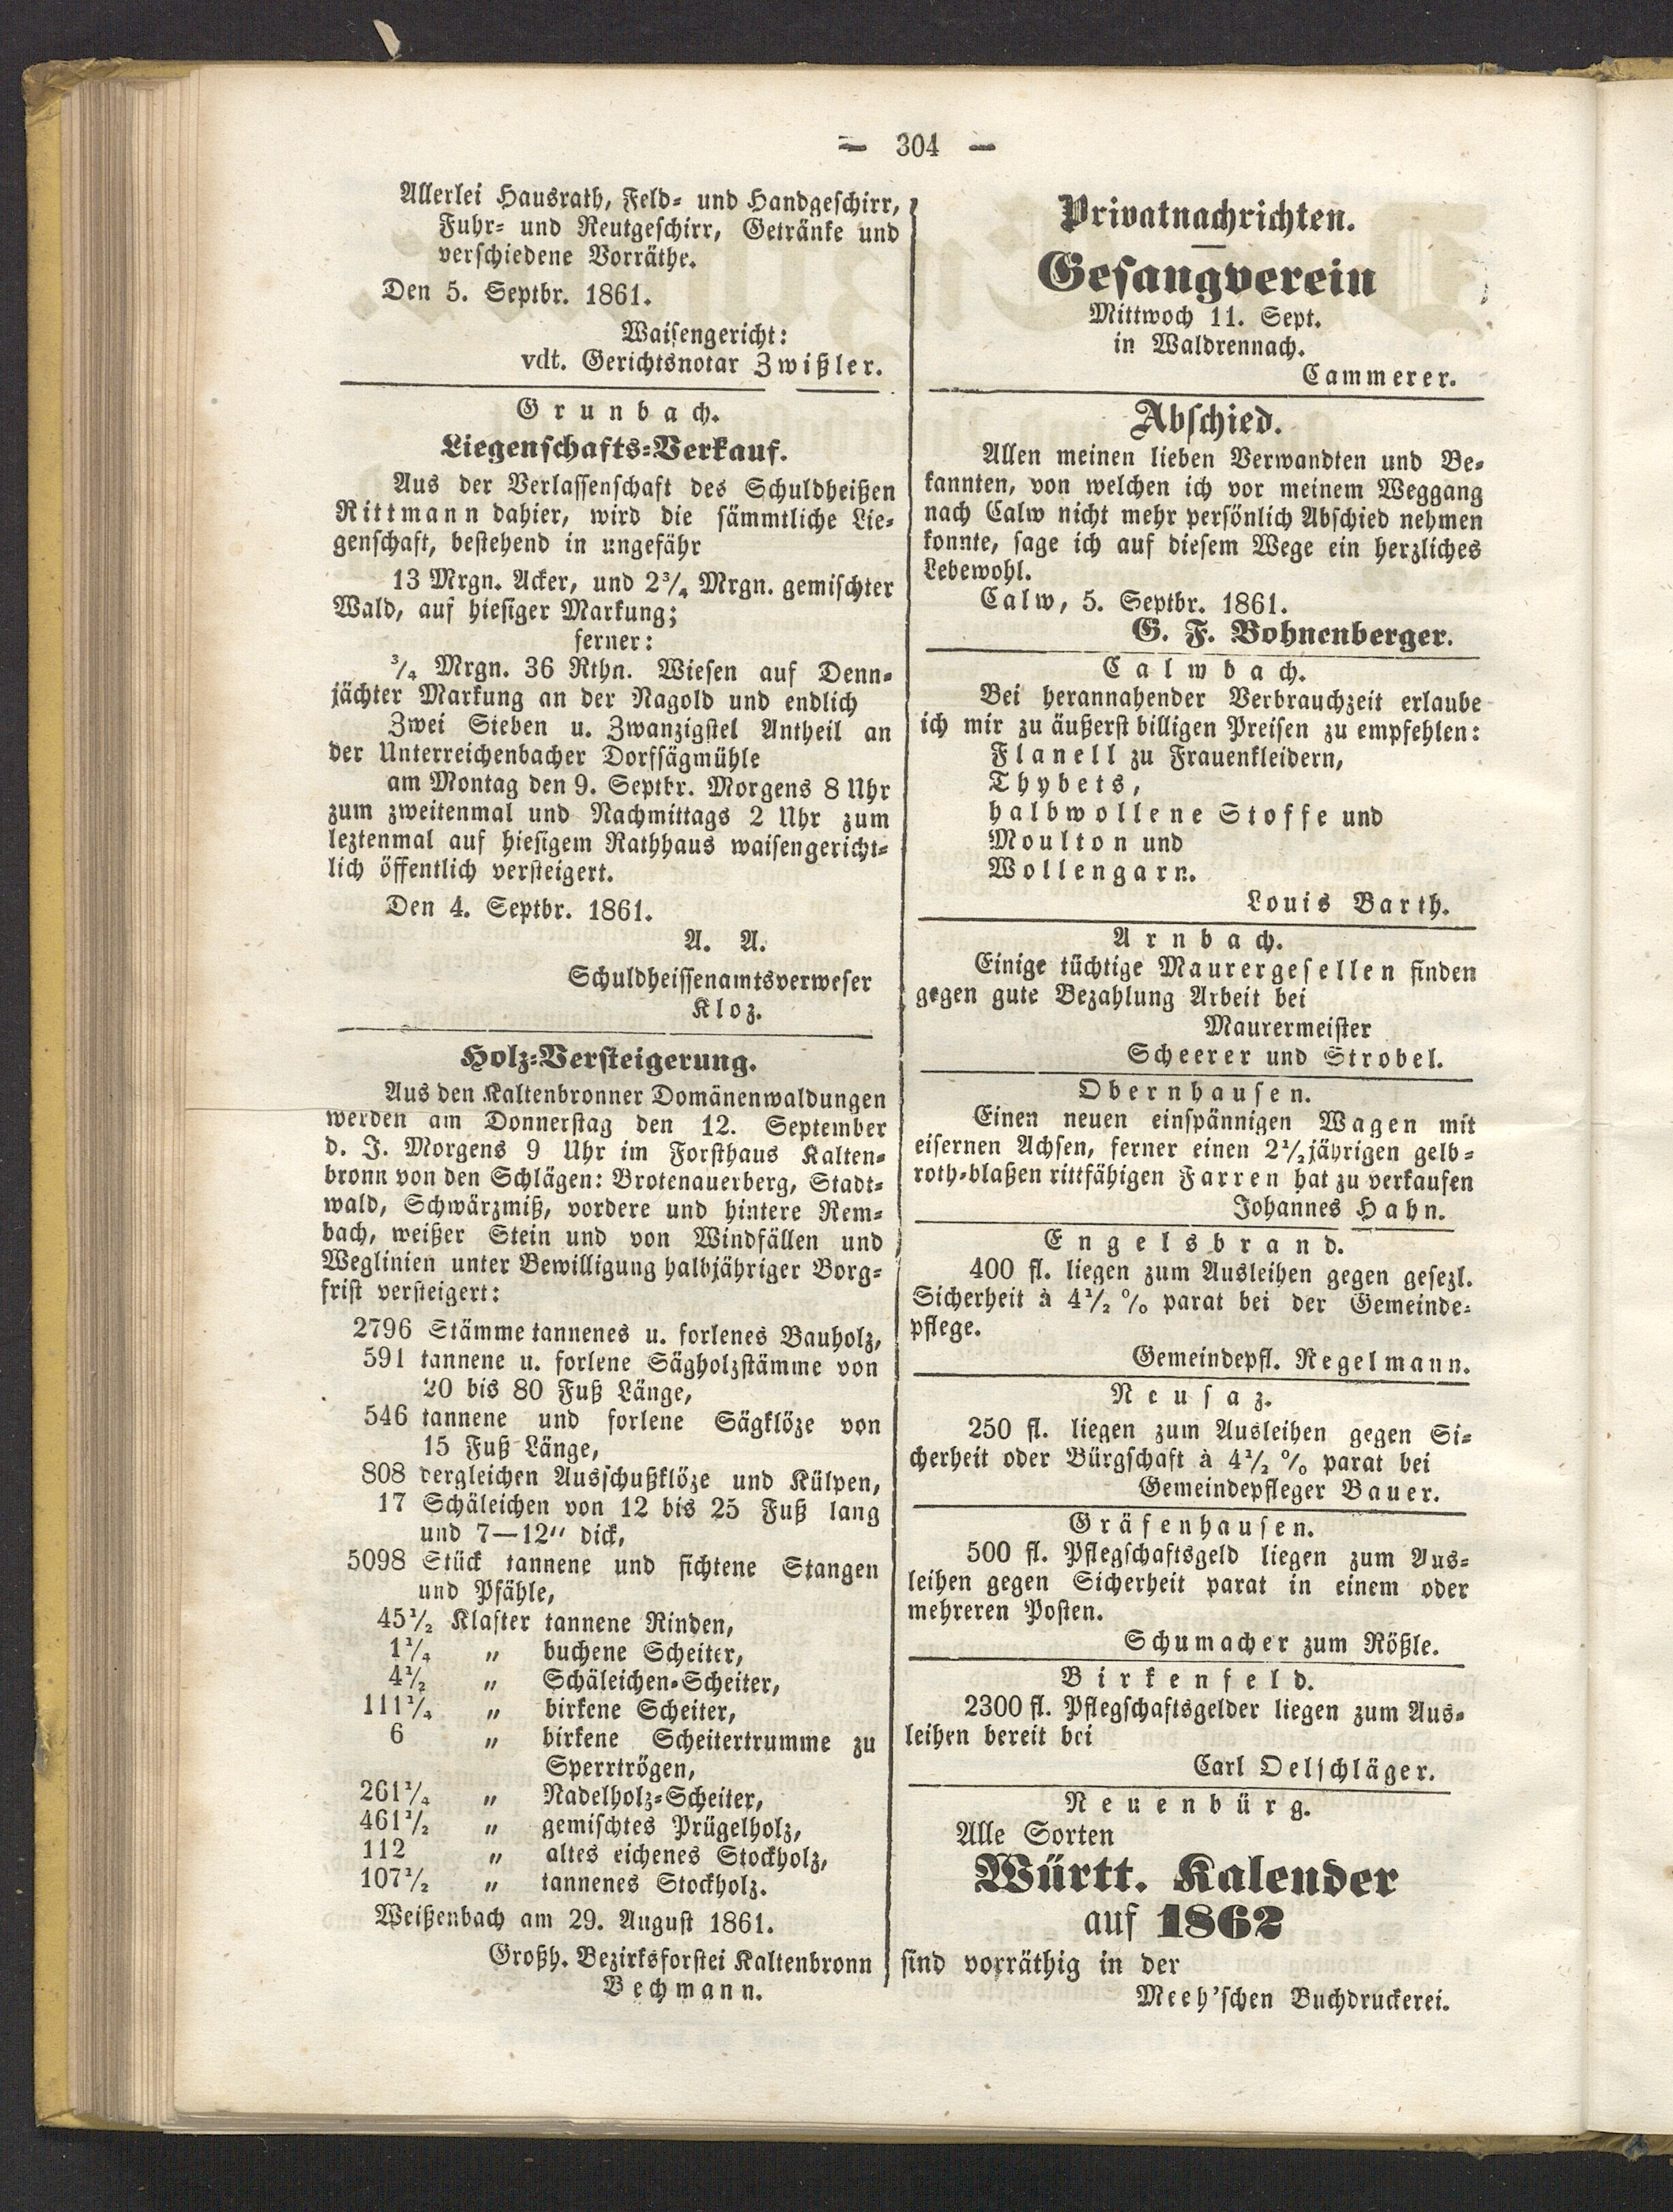 — 304 —
Allerlei Hausrath, Feld- und Handgeschirr,
Fuhr- und Reutgeschirr, Getränke und
verschiedene Vorräthe.
Den 5. Septbr. 1861.
Waisengericht:
vdt. Gerichtsnotar Zwißler.
Grunbach.
Liegenschafts-Verkauf.
Aus der Verlassenschaft des Schuldheißen
Rittmann dahier, wird die sämmtliche Lie-
genschaft, bestehend in ungefähr
13 Mrgn. Acker, und 2¾ Mrgn. gemischter
Wald, auf hiesiger Markung;
ferner:
¾ Mrgn. 36 Rthn. Wiesen auf Denn-
jächter Markung an der Nagold und endlich
Zwei Sieben u. Zwanzigstel Antheil an
der Unterreichenbacher Dorfsägmühle
am Montag den 9. Septbr. Morgens 8 Uhr
zum zweitenmal und Nachmittags 2 Uhr zum
leztenmal auf hiesigem Rathhaus waisengericht-
lich öffentlich versteigert.
Den 4. Septbr. 1861.
A. A.
Schuldheissenamtsverweser
Kloz.
Holz-Versteigerung.
Aus den Kaltenbronner Domänenwaldungen
werden am Donnerstag den 12. September
d. J. Morgens 9 Uhr im Forsthaus Kalten-
bronn von den Schlägen: Brotenauerberg, Stadt-
wald, Schwärzmiß, vordere und hintere Rem-
bach, weißer Stein und von Windfällen und
Weglinien unter Bewilligung halbjähriger Borg-
frist versteigert:
2796 Stämme tannenes u. forlenes Bauholz,
591 tannene u. forlene Sägholzstämme von
20 bis 80 Fuß Länge,
546 tannene und forlene Sägklöze von
15 Fuß Länge,
808 dergleichen Ausschußklöze und Külpen,
17 Schäleichen von 12 bis 25 Fuß lang
und 7—12" dick,
5098 Stück tannene und fichtene Stangen
und Pfähle,
45½ Klafter tannene Rinden,
1¼ " buchene Scheiter,
4½ " Schäleichen-Scheiter,
111¼ " birkene Scheiter,
6 " birkene Scheitertrumme zu
Sperrtrögen,
261¼ " Nadelholz-Scheiter,
461½ " gemischtes Prügelholz,
112 " altes eichenes Stockholz,
107½ " tannenes Stockholz.
Weißenbach am 29. August 1861.
Großh. Bezirksforstei Kaltenbronn
Bechmann.
Privatnachrichten.
Gesangverein
Mittwoch 11. Sept.
in Waldrennach.
Cammerer.
Abschied.
Allen meinen lieben Verwandten und Be-
kannten, von welchen ich vor meinem Weggang
nach Calw nicht mehr persönlich Abschied nehmen
konnte, sage ich auf diesem Wege ein herzliches
Lebewohl.
Calw, 5. Septbr. 1861.
G. F. Bohnenberger.
Calwbach.
Bei herannahender Verbrauchzeit erlaube
ich mir zu äußerst billigen Preisen zu empfehlen:
Flanell zu Frauenkleidern,
Thybets,
halbwollene Stoffe und
Moulton und
Wollengarn.
Louis Barth.
Arnbach.
Einige tüchtige Maurergesellen finden
gegen gute Bezahlung Arbeit bei
Maurermeister
Scheerer und Strobel.
Obernhausen.
Einen neuen einspännigen Wagen mit
eisernen Achsen, ferner einen 2½jährigen gelb-
roth-blaßen rittfähigen Farren hat zu verkaufen
Johannes Hahn.
Engelsbrand.
400 fl. liegen zum Ausleihen gegen gesezl.
Sicherheit à 4½ % parat bei der Gemeinde-
pflege.
Gemeindepfl. Regelmann.
Neusaz.
250 fl. liegen zum Ausleihen gegen Si-
cherheit oder Bürgschaft à 4½ % parat bei
Gemeindepfleger Bauer.
Gräfenhausen.
500 fl. Pflegschaftsgeld liegen zum Aus-
leihen gegen Sicherheit parat in einem oder
mehreren Posten.
Schumacher zum Rößle.
Birkenfeld.
2300 fl. Pflegschaftsgelder liegen zum Aus-
leihen bereit bei
Carl Oelschläger.
Neuenbürg.
Alle Sorten
Württ. Kalender
auf 1862
sind vorräthig in der
Meeh'schen Buchdruckerei.